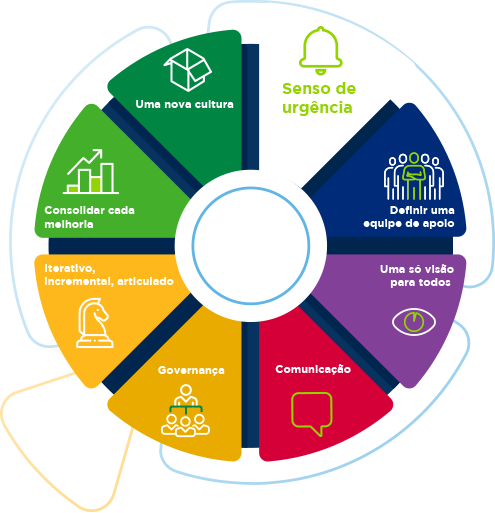 Senso de
urgência
Definir uma
equipe de apoio
Uma só visão
para todos
Comunicação
Governança
Iterativo,
incremental, articulado
Consolidar cada
melhoria
Uma nova cultura